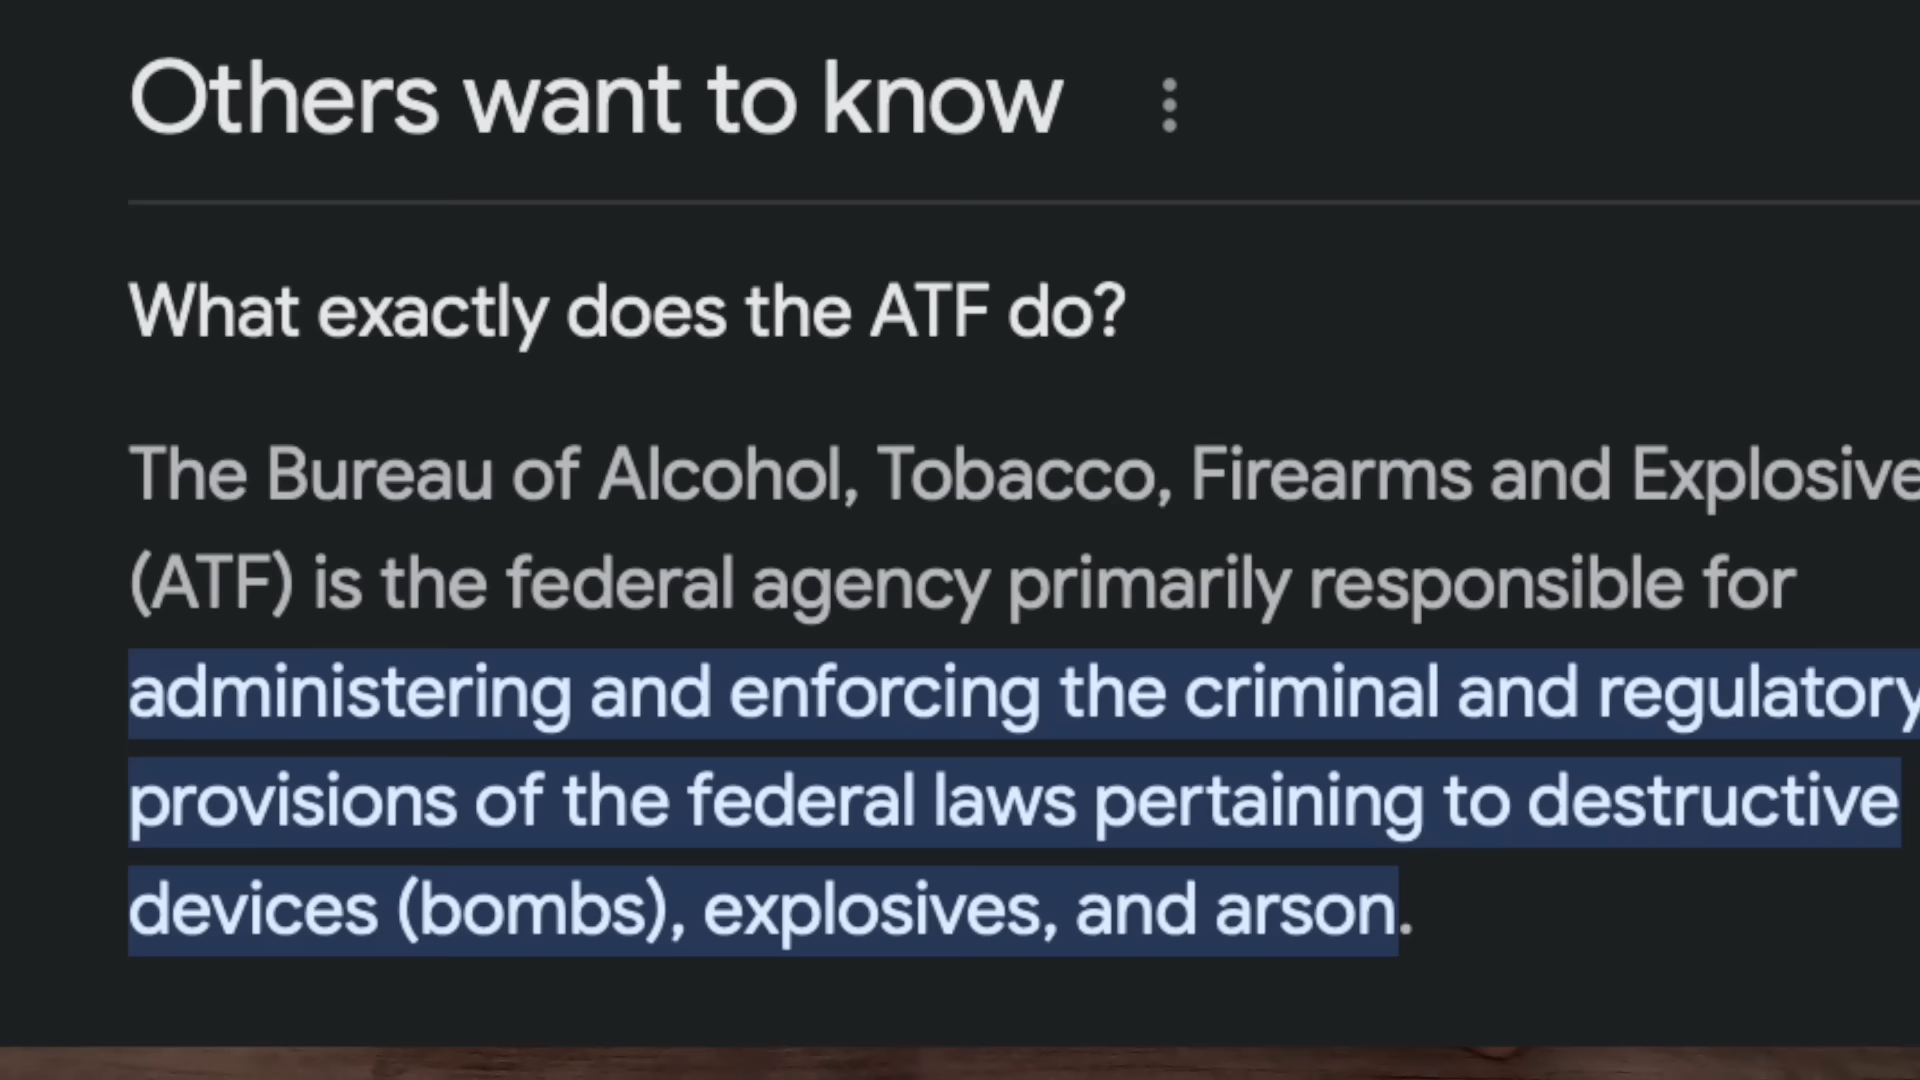 Others want to know
What exactly does the ATF do?
The Bureau of Alcohol, Tobacco, Firearms and Explosive
(ATF) is the federal agency primarily responsible for
administering and enforcing the criminal and regulatory
provisions of the federal laws pertaining to destructive
devices (bombs), explosives, and arson.